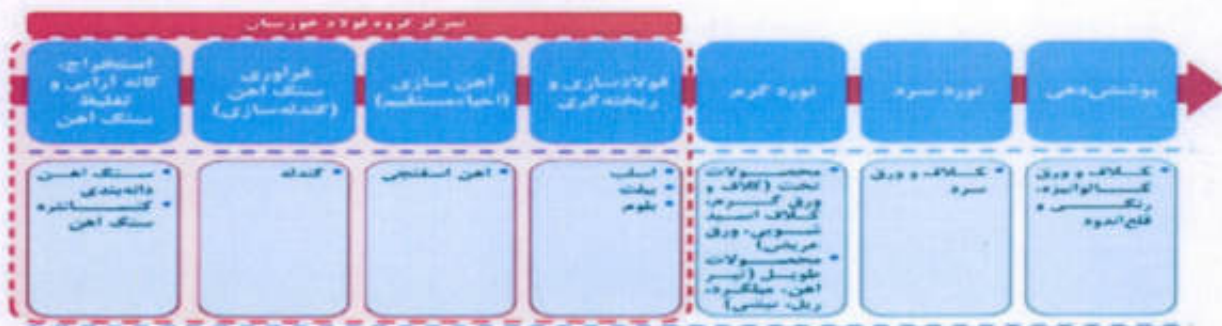 تمرکز گروه فولاد خوزستان
استخراج،
کانه آرایی و
تغلیظ
سنگ آهن
فرآوری
سنگ آهن
(گندله‌سازی)
آهن سازی
(احیاء مستقیم)
فولادسازی و
ریخته‌گری
نورد گرم
نورد سرد
پوشش‌دهی
• سنگ آهن
دانه‌بندی
• کنسانتره
سنگ آهن
• گندله
• آهن اسفنجی
• اسلب
• بیلت
• بلوم
• محصولات
تخت (کلاف و
ورق گرم،
کلاف اسید
شویی، ورق
عریض)
• محصولات
طویل (تیر
آهن، میلگرد،
ریل، نبشی)
• کلاف و ورق
سرد
• کلاف و ورق
گالوانیزه،
رنگی و
قلع‌اندود